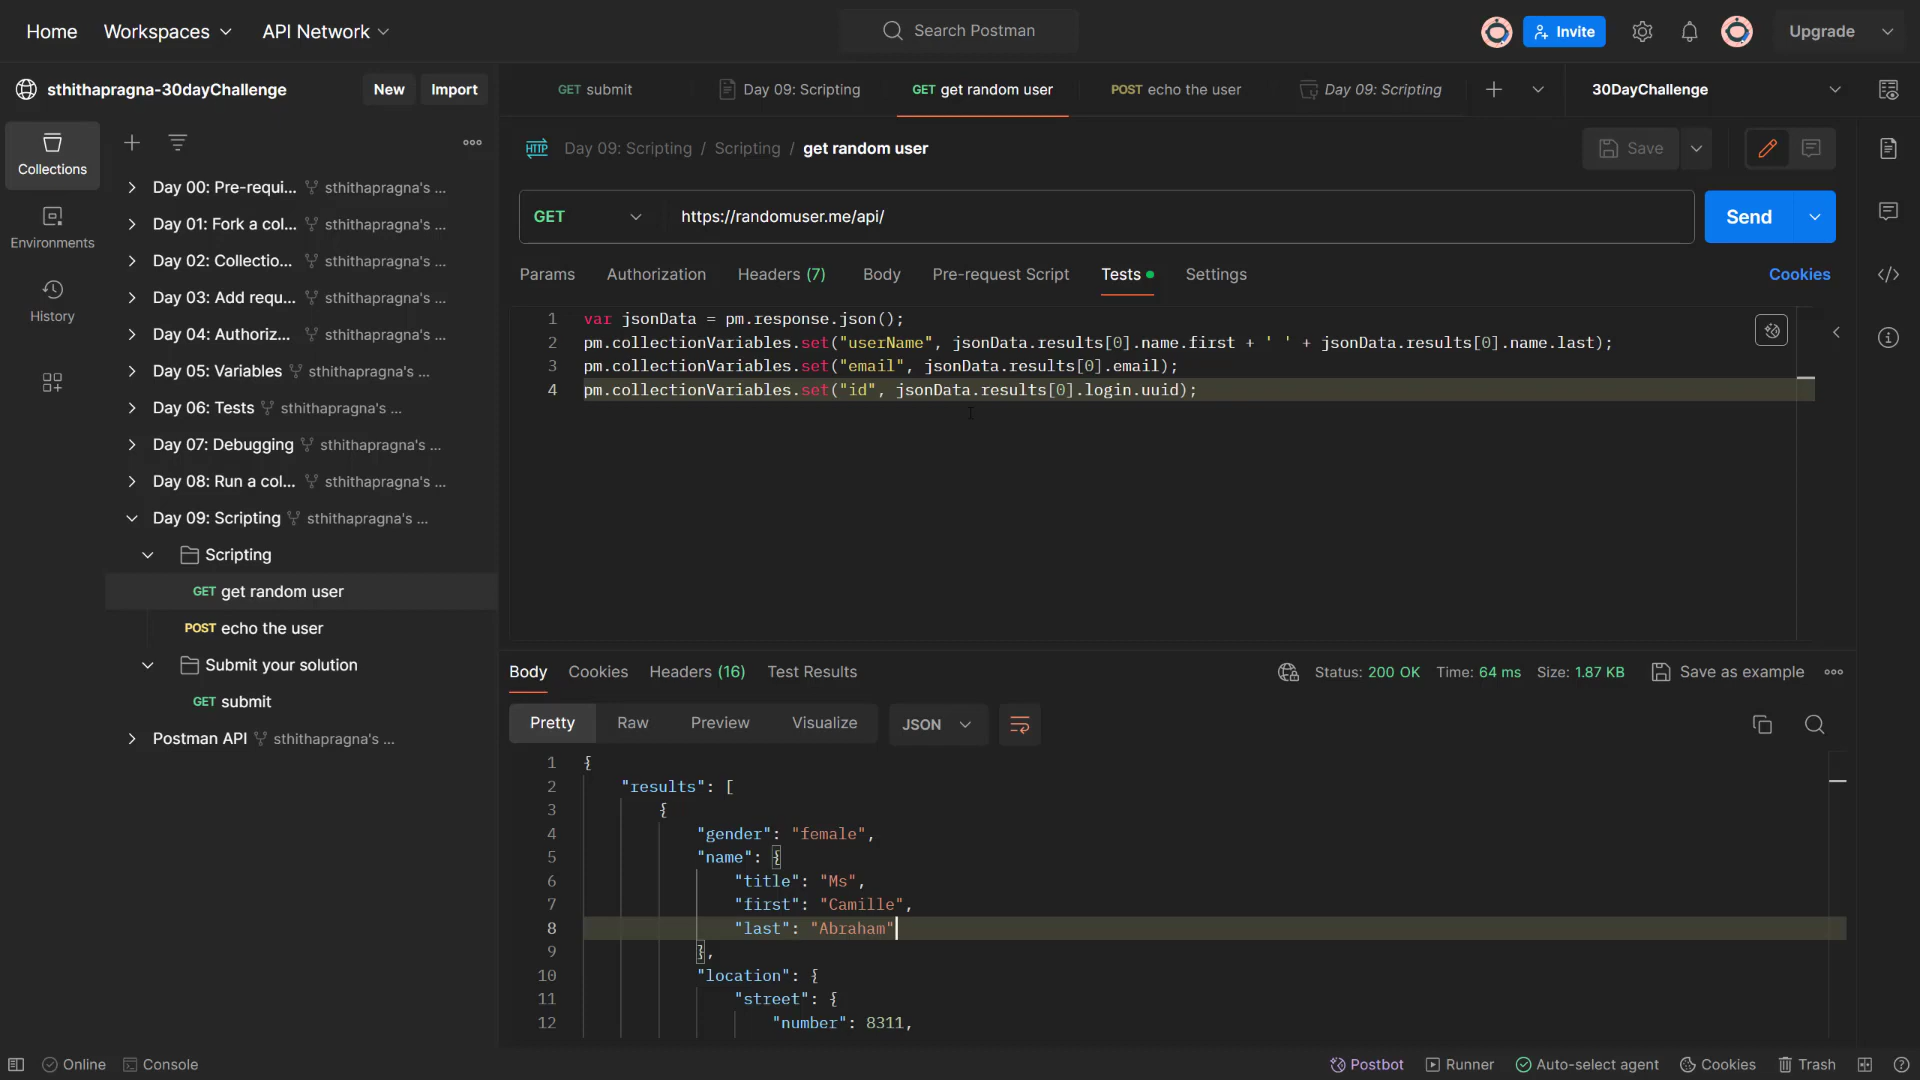 Home Workspaces API Network Search Postman Invite Upgrade
sthithapragna-30dayChallenge New Import
GET submit Day 09: Scripting GET get random user POST echo the user Day 09: Scripting 30DayChallenge
Collections
Environments
History
Day 00: Pre-requi... sthithapragna's ...
Day 01: Fork a col... sthithapragna's ...
Day 02: Collectio... sthithapragna's ...
Day 03: Add requ... sthithapragna's ...
Day 04: Authoriz... sthithapragna's ...
Day 05: Variables sthithapragna's ...
Day 06: Tests sthithapragna's ...
Day 07: Debugging sthithapragna's ...
Day 08: Run a col... sthithapragna's ...
Day 09: Scripting sthithapragna's ...
Scripting
GET get random user
POST echo the user
Submit your solution
GET submit
Postman API sthithapragna's ...
HTTP Day 09: Scripting / Scripting / get random user Save
GET https://randomuser.me/api/ Send
Params Authorization Headers (7) Body Pre-request Script Tests Settings Cookies
1 var jsonData = pm.response.json();
2 pm.collectionVariables.set("userName", jsonData.results[0].name.first + ' ' + jsonData.results[0].name.last);
3 pm.collectionVariables.set("email", jsonData.results[0].email);
4 pm.collectionVariables.set("id", jsonData.results[0].login.uuid);
Body Cookies Headers (16) Test Results Status: 200 OK Time: 64 ms Size: 1.87 KB Save as example
Pretty Raw Preview Visualize JSON
1 {
2 "results": [
3 {
4 "gender": "female",
5 "name": {
6 "title": "Ms",
7 "first": "Camille",
8 "last": "Abraham"
9 },
10 "location": {
11 "street": {
12 "number": 8311,
Online Console Postbot Runner Auto-select agent Cookies Trash